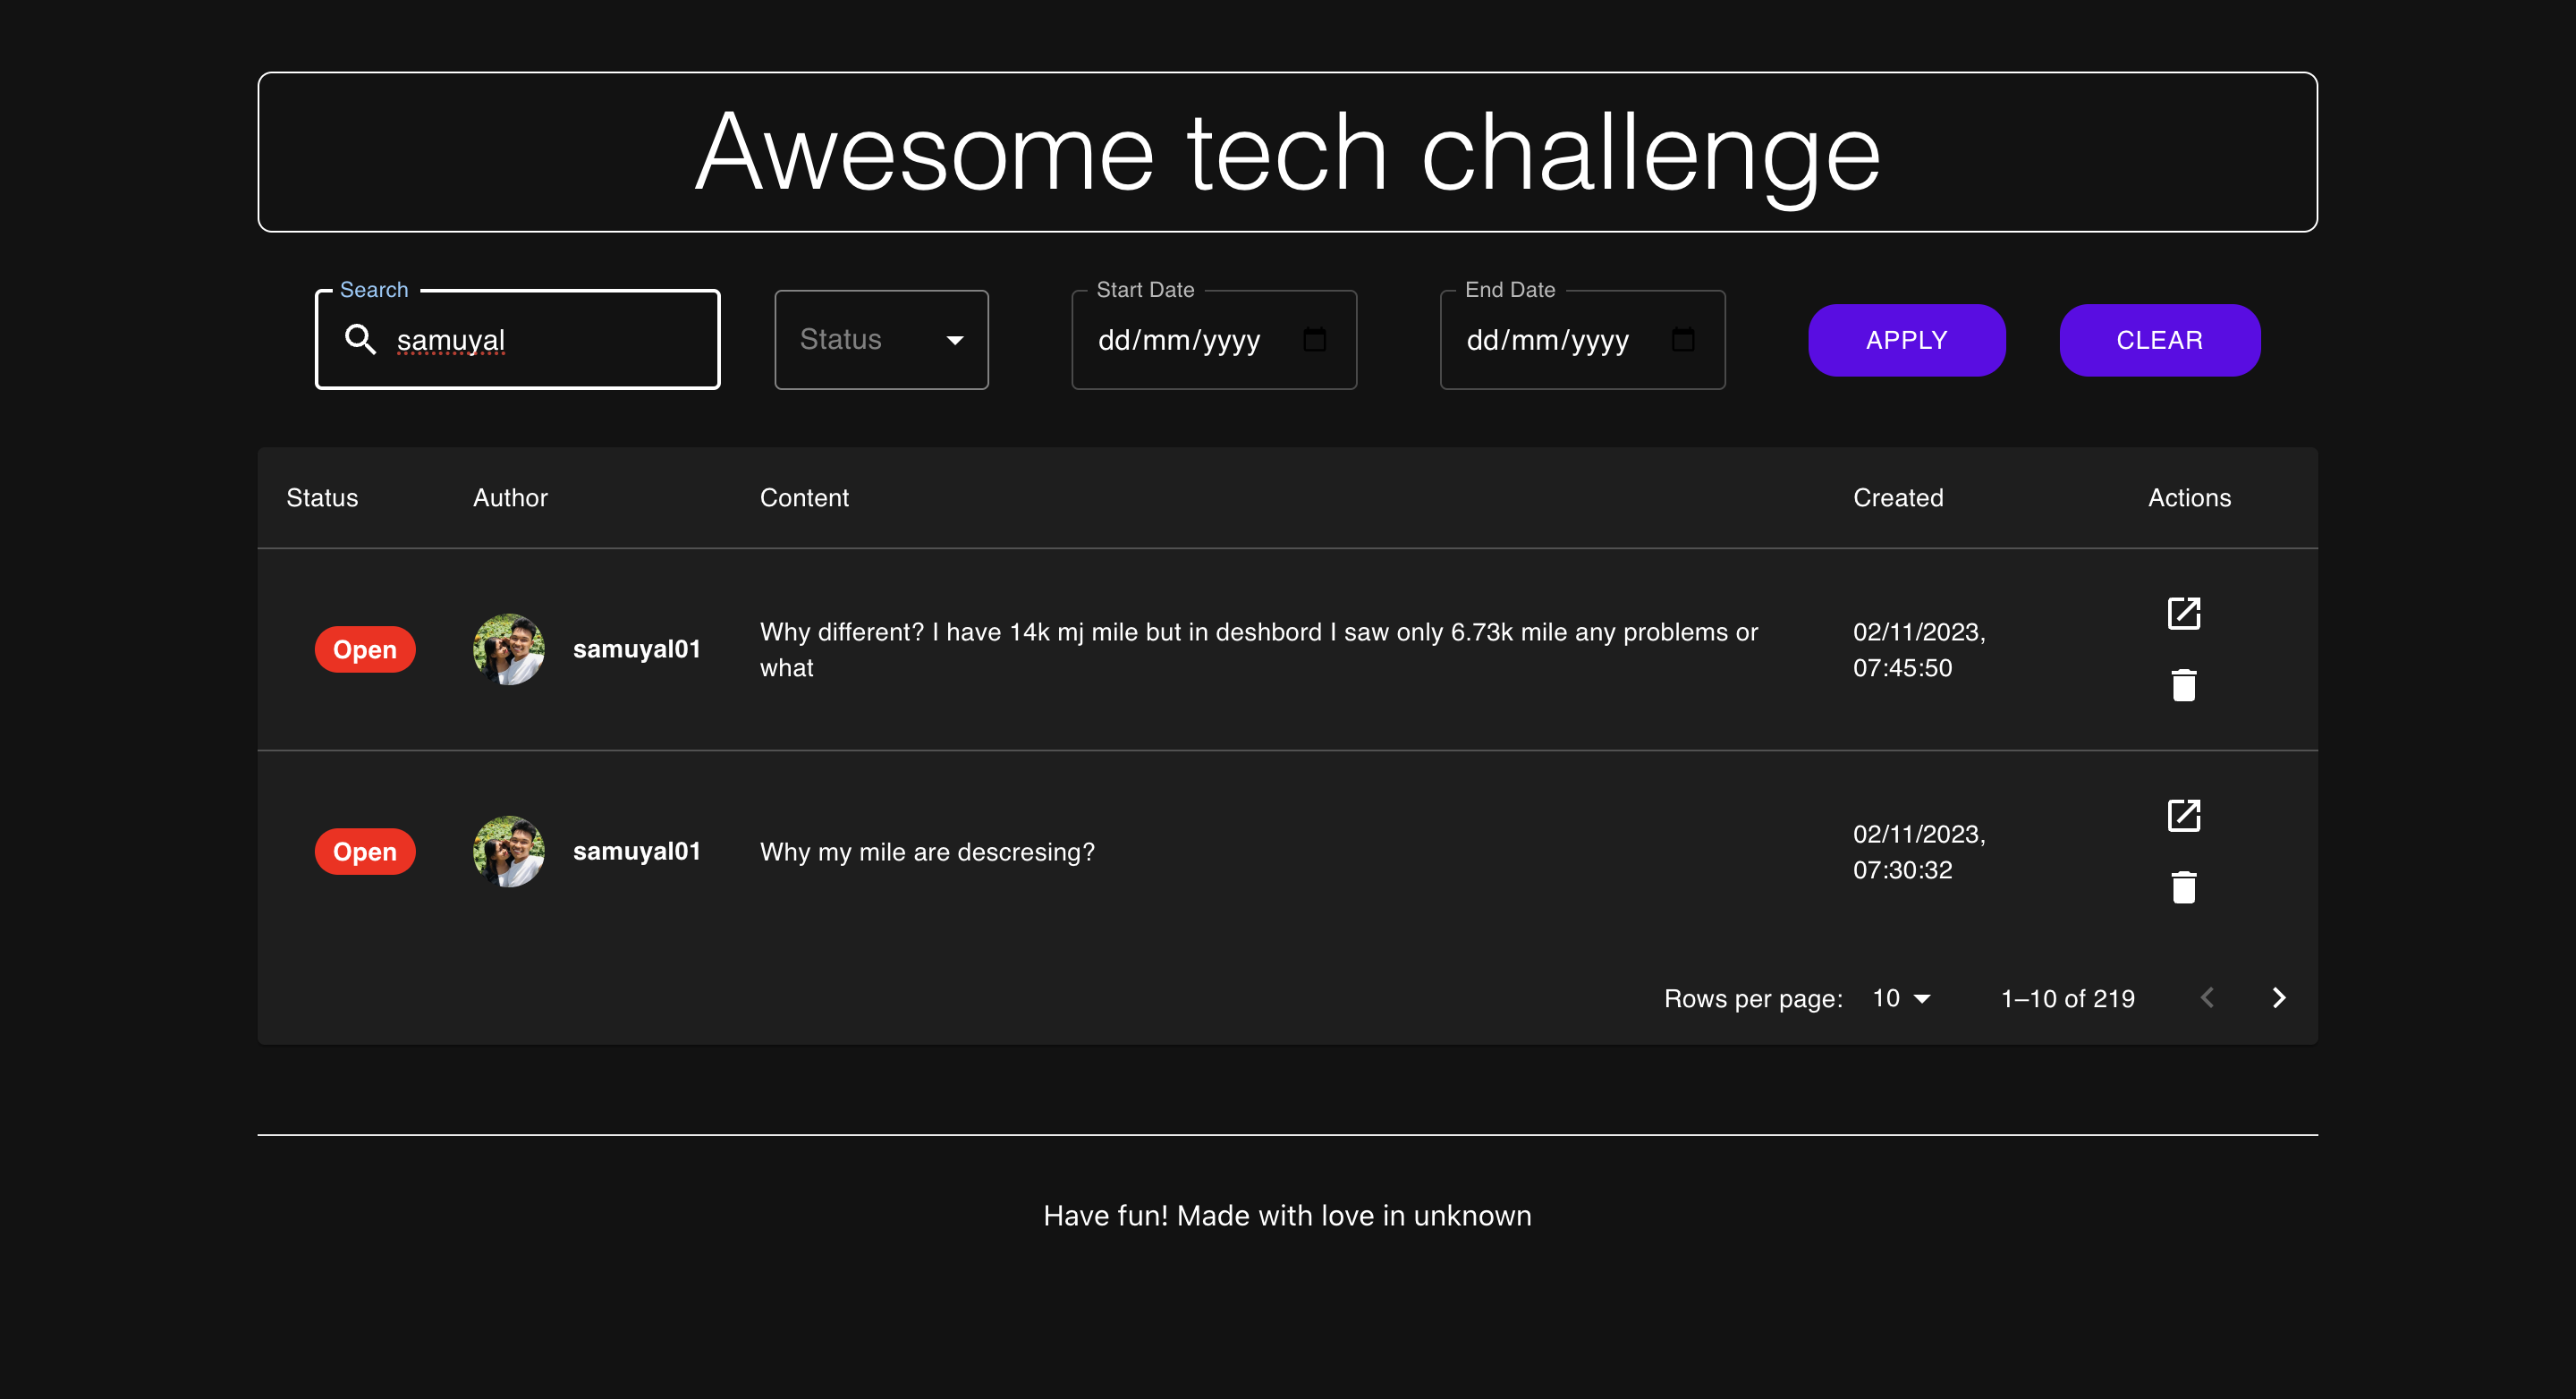 Awesome tech challenge
Search
samuyal
Status
Start Date
dd/mm/yyyy
End Date
dd/mm/yyyy
APPLY
CLEAR
Status Author Content Created Actions
Open samuyal01 Why different? I have 14k mj mile but in deshbord I saw only 6.73k mile any problems or
what
02/11/2023,
07:45:50
Open samuyal01 Why my mile are descresing?
02/11/2023,
07:30:32
Rows per page: 10 1–10 of 219
Have fun! Made with love in unknown